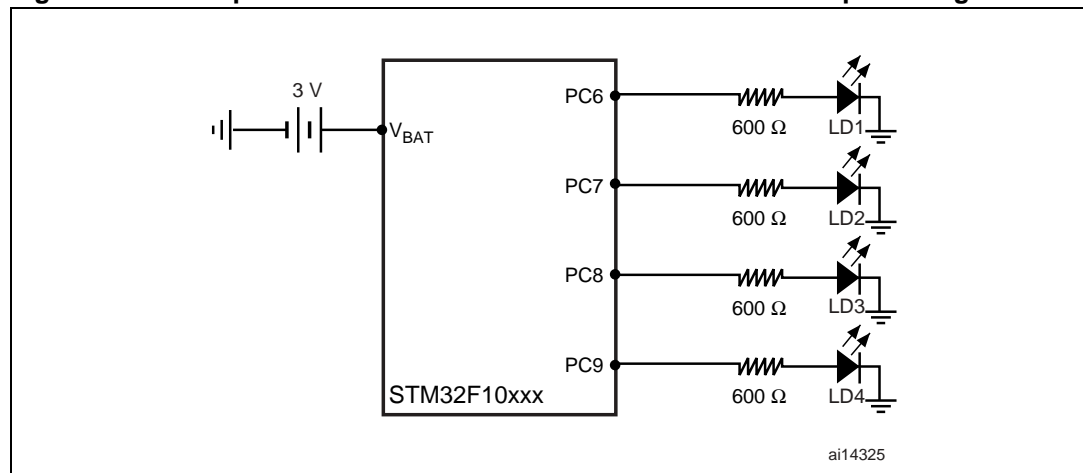 3 V
V_BAT
PC6
600 Ω
LD1
PC7
600 Ω
LD2
PC8
600 Ω
LD3
PC9
600 Ω
LD4
STM32F10xxx
ai14325